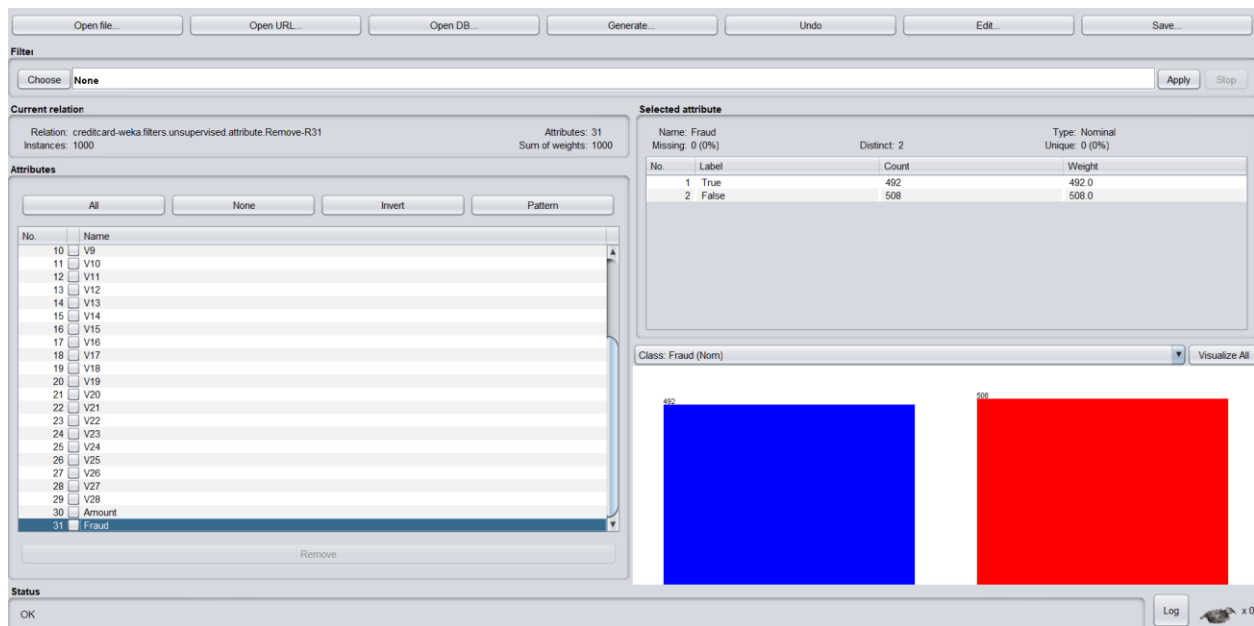 Open file... Open URL... Open DB... Generate... Undo Edit... Save...
Filter
Choose None Apply Stop
Current relation
Relation: creditcard-weka.filters.unsupervised.attribute.Remove-R31 Attributes: 31
Instances: 1000 Sum of weights: 1000
Attributes
All None Invert Pattern
No. Name
10 V9
11 V10
12 V11
13 V12
14 V13
15 V14
16 V15
17 V16
18 V17
19 V18
20 V19
21 V20
22 V21
23 V22
24 V23
25 V24
26 V25
27 V26
28 V27
29 V28
30 Amount
31 Fraud
Remove
Selected attribute
Name: Fraud Type: Nominal
Missing: 0 (0%) Distinct: 2 Unique: 0 (0%)
No. Label Count Weight
1 True 492 492.0
2 False 508 508.0
Class: Fraud (Nom) Visualize All
492 508
Status
OK Log x 0